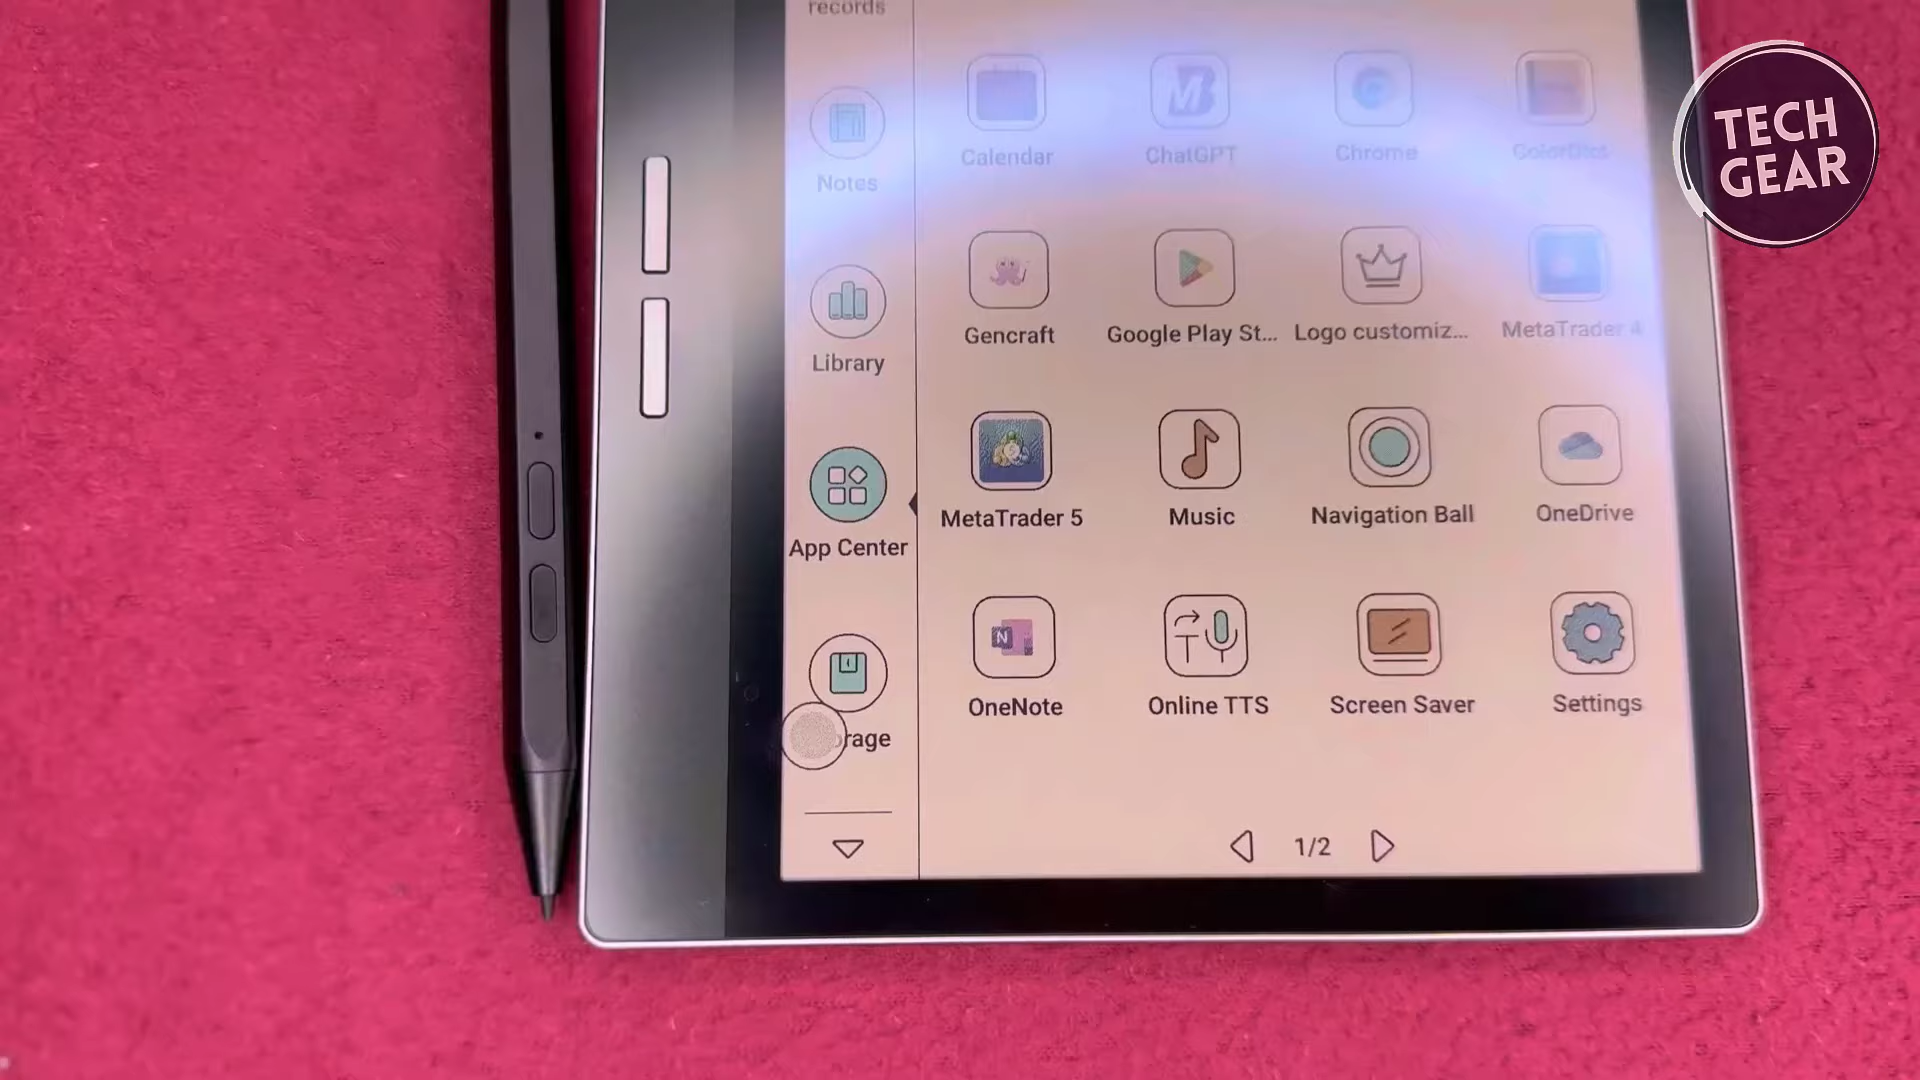 records
Notes
Library
App Center
rage
Calendar
ChatGPT
Chrome
ColorDict
Gencraft
Google Play St...
Logo customiz...
MetaTrader 4
MetaTrader 5
Music
Navigation Ball
OneDrive
N
OneNote
Online TTS
Screen Saver
Settings
1/2
TECH
GEAR